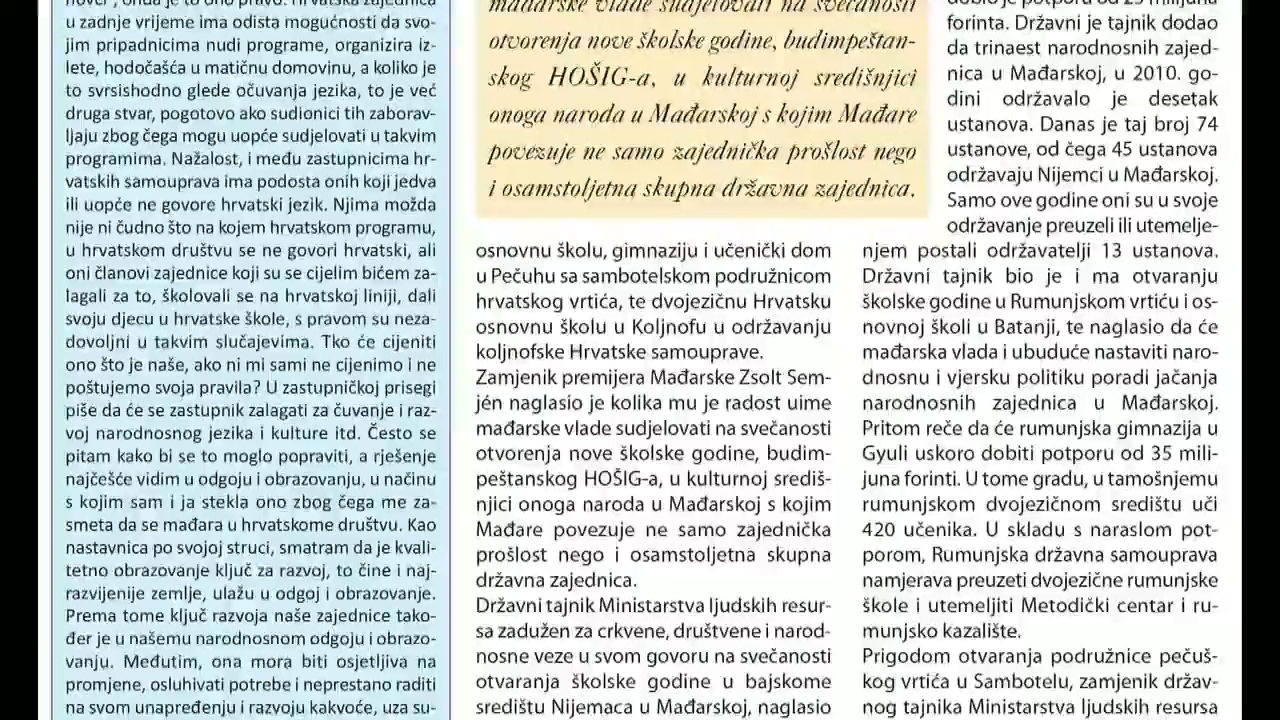 novei", onda je to ono pravo. Hrvatska zajednica
u zadnje vrijeme ima odista mogućnosti da svo-
jim pripadnicima nudi programe, organizira iz-
lete, hodočašća u matičnu domovinu, a koliko je
to svrsishodno glede očuvanja jezika, to je već
druga stvar, pogotovo ako sudionici tih zaborav-
ljaju zbog čega mogu uopće sudjelovati u takvim
programima. Nažalost, i među zastupnicima hr-
vatskih samouprava ima podosta onih koji jedva
ili uopće ne govore hrvatski jezik. Njima možda
nije ni čudno što na kojem hrvatskom programu,
u hrvatskom društvu se ne govori hrvatski, ali
oni članovi zajednice koji su se cijelim bićem za-
lagali za to, školovali se na hrvatskoj liniji, dali
svoju djecu u hrvatske škole, s pravom su neza-
dovoljni u takvim slučajevima. Tko će cijeniti
ono što je naše, ako ni mi sami ne cijenimo i ne
poštujemo svoja pravila? U zastupničkoj prisegi
piše da će se zastupnik zalagati za čuvanje i raz-
voj narodnosnog jezika i kulture itd. Često se
pitam kako bi se to moglo popraviti, a rješenje
najčešće vidim u odgoju i obrazovanju, u načinu
s kojim sam i ja stekla ono zbog čega me za-
smeta da se mađara u hrvatskome društvu. Kao
nastavnica po svojoj struci, smatram da je kvali-
tetno obrazovanje ključ za razvoj, to čine i naj-
razvijenije zemlje, ulažu u odgoj i obrazovanje.
Prema tome ključ razvoja naše zajednice tako-
đer je u našemu narodnosnom odgoju i obrazo-
vanju. Međutim, ona mora biti osjetljiva na
promjene, osluhivati potrebe i neprestano raditi
na svom unapređenju i razvoju kakvoće, uza su-
mađarske vlade sudjelovati na svečanosti
otvorenja nove školske godine, budimpeštan-
skog HOŠIG-a, u kulturnoj središnjici
onoga naroda u Mađarskoj s kojim Mađare
povezuje ne samo zajednička prošlost nego
i osamstoljetna skupna državna zajednica.
osnovnu školu, gimnaziju i učenički dom
u Pečuhu sa sambotelskom podružnicom
hrvatskog vrtića, te dvojezičnu Hrvatsku
osnovnu školu u Koljnofu u održavanju
koljnofske Hrvatske samouprave.
Zamjenik premijera Mađarske Zsolt Sem-
jén naglasio je kolika mu je radost uime
mađarske vlade sudjelovati na svečanosti
otvorenja nove školske godine, budim-
peštanskog HOŠIG-a, u kulturnoj središ-
njici onoga naroda u Mađarskoj s kojim
Mađare povezuje ne samo zajednička
prošlost nego i osamstoljetna skupna
državna zajednica.
Državni tajnik Ministarstva ljudskih resur-
sa zadužen za crkvene, društvene i narod-
nosne veze u svom govoru na svečanosti
otvaranja školske godine u bajskome
središtu Nijemaca u Mađarskoj, naglasio
dobio je potporu od 25 milijuna
forinta. Državni je tajnik dodao
da trinaest narodnosnih zajed-
nica u Mađarskoj, u 2010. go-
dini održavalo je desetak
ustanova. Danas je taj broj 74
ustanove, od čega 45 ustanova
održavaju Nijemci u Mađarskoj.
Samo ove godine oni su u svoje
održavanje preuzeli ili utemelje-
njem postali održavatelji 13 ustanova.
Državni tajnik bio je i ma otvaranju
školske godine u Rumunjskom vrtiću i os-
novnoj školi u Batanji, te naglasio da će
mađarska vlada i ubuduće nastaviti naro-
dnosnu i vjersku politiku poradi jačanja
narodnosnih zajednica u Mađarskoj.
Pritom reče da će rumunjska gimnazija u
Gyuli uskoro dobiti potporu od 35 mili-
juna forinti. U tome gradu, u tamošnjemu
rumunjskom dvojezičnom središtu uči
420 učenika. U skladu s naraslom pot-
porom, Rumunjska državna samouprava
namjerava preuzeti dvojezične rumunjske
škole i utemeljiti Metodički centar i ru-
munjsko kazalište.
Prigodom otvaranja podružnice pečuš-
kog vrtića u Sambotelu, zamjenik držav-
nog tajnika Ministarstva ljudskih resursa